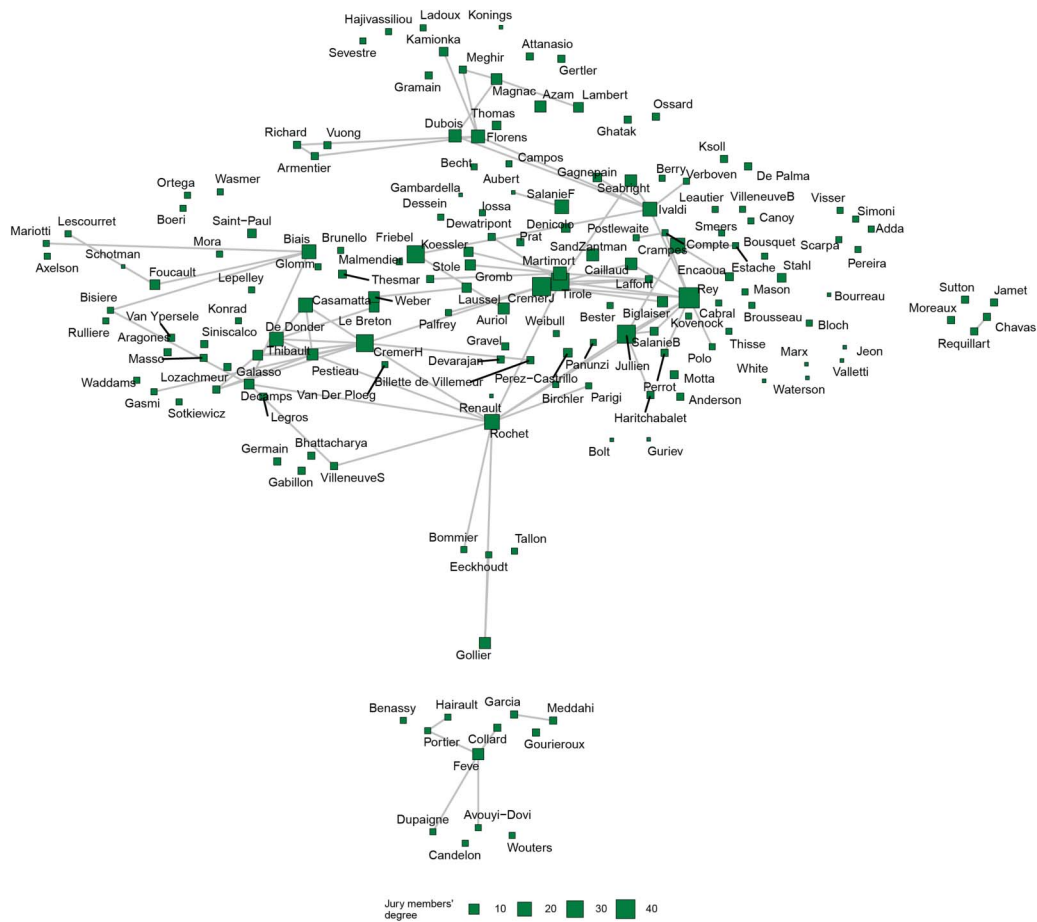 Ladoux
Konings
Hajivassiliou
Sevestre
Kamionka
Attanasio
Meghir
Gertler
Gramain
Magnac
Azam
Lambert
Ossard
Thomas
Ghatak
Dubois
Florens
Richard
Vuong
Armentier
Ksoll
Becht
Campos
Gagnepain
Berry
Verboven
De Palma
Aubert
Seabright
Ortega
Wasmer
Gambardella
SalanieF
Leautier
VilleneuveB
Visser
Dessein
Iossa
Ivaldi
Simoni
Boeri
Lescourret
Saint−Paul
Dewatripont
Denicolo
Postlewaite
Smeers
Canoy
Adda
Mariotti
Mora
Biais
Brunello
Friebel
Koessler
Prat
SandZantman
Compte
Bousquet
Scarpa
Schotman
Glomm
Malmendier
Martimort
Crampes
Pereira
Axelson
Foucault
Lepelley
Thesmar
Stole
Gromb
Caillaud
Laffont
Encaoua
Estache
Stahl
Bisiere
Konrad
Casamatta
Weber
Laussel
CremerJ
Tirole
Rey
Mason
Bourreau
Sutton
Jamet
Van Ypersele
Le Breton
Palfrey
Auriol
Bester
Biglaiser
Cabral
Brousseau
Moreaux
Rulliere
Aragones
Siniscalco
De Donder
Weibull
Kovenock
Bloch
Chavas
Requillart
Masso
Thibault
CremerH
Gravel
SalanieB
Thisse
Galasso
Pestieau
Devarajan
Panunzi
Jullien
Polo
Marx
Jeon
Waddams
Lozachmeur
Billette de Villemeur
Perez−Castrillo
Perrot
Motta
White
Valletti
Gasmi
Decamps
Van Der Ploeg
Birchler
Parigi
Anderson
Waterson
Sotkiewicz
Legros
Renault
Haritchabalet
Rochet
Germain
Bhattacharya
Bolt
Guriev
Gabillon
VilleneuveS
Bommier
Tallon
Eeckhoudt
Gollier
Benassy
Hairault
Garcia
Meddahi
Portier
Collard
Gourieroux
Feve
Dupaigne
Avouyi−Dovi
Candelon
Wouters
Jury members'
degree
10
20
30
40